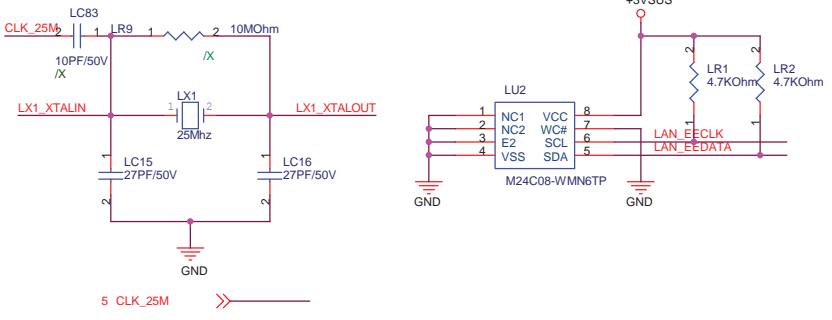 LC83
CLK_25M
2
1
LR9
1
2
10MOhm
10PF/50V
/X
/X
LX1_XTALIN
LX1
1
2
LX1_XTALOUT
25Mhz
1
LC15
27PF/50V
2
1
LC16
27PF/50V
2
GND
5 CLK_25M
+3VSUS
LU2
1 NC1 VCC 8
2 NC2 WC# 7
3 E2 SCL 6
4 VSS SDA 5
M24C08-WMN6TP
GND
GND
2
LR1
4.7KOhm
1
2
LR2
4.7KOhm
1
LAN_EECLK
LAN_EEDATA